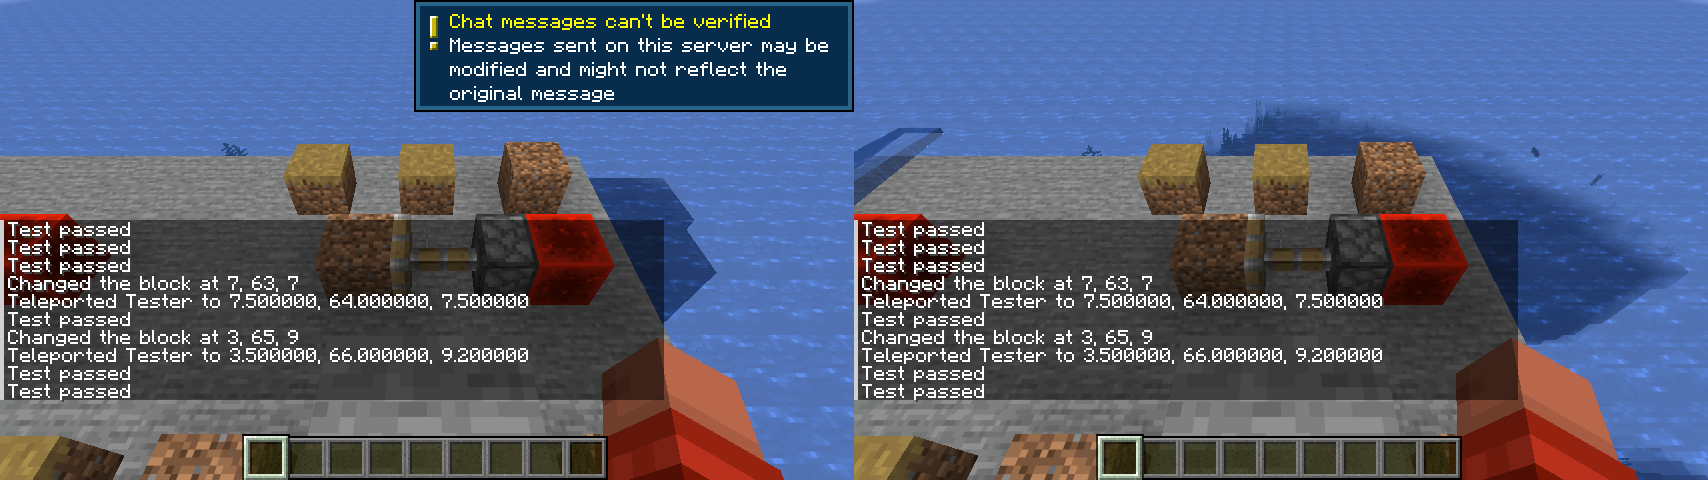 Chat messages can't be verified
Messages sent on this server may be
modified and might not reflect the
original message
Test passed
Test passed
Test passed
Changed the block at 7, 63, 7
Teleported Tester to 7.500000, 64.000000, 7.500000
Test passed
Changed the block at 3, 65, 9
Teleported Tester to 3.500000, 66.000000, 9.200000
Test passed
Test passed
Test passed
Test passed
Test passed
Changed the block at 7, 63, 7
Teleported Tester to 7.500000, 64.000000, 7.500000
Test passed
Changed the block at 3, 65, 9
Teleported Tester to 3.500000, 66.000000, 9.200000
Test passed
Test passed